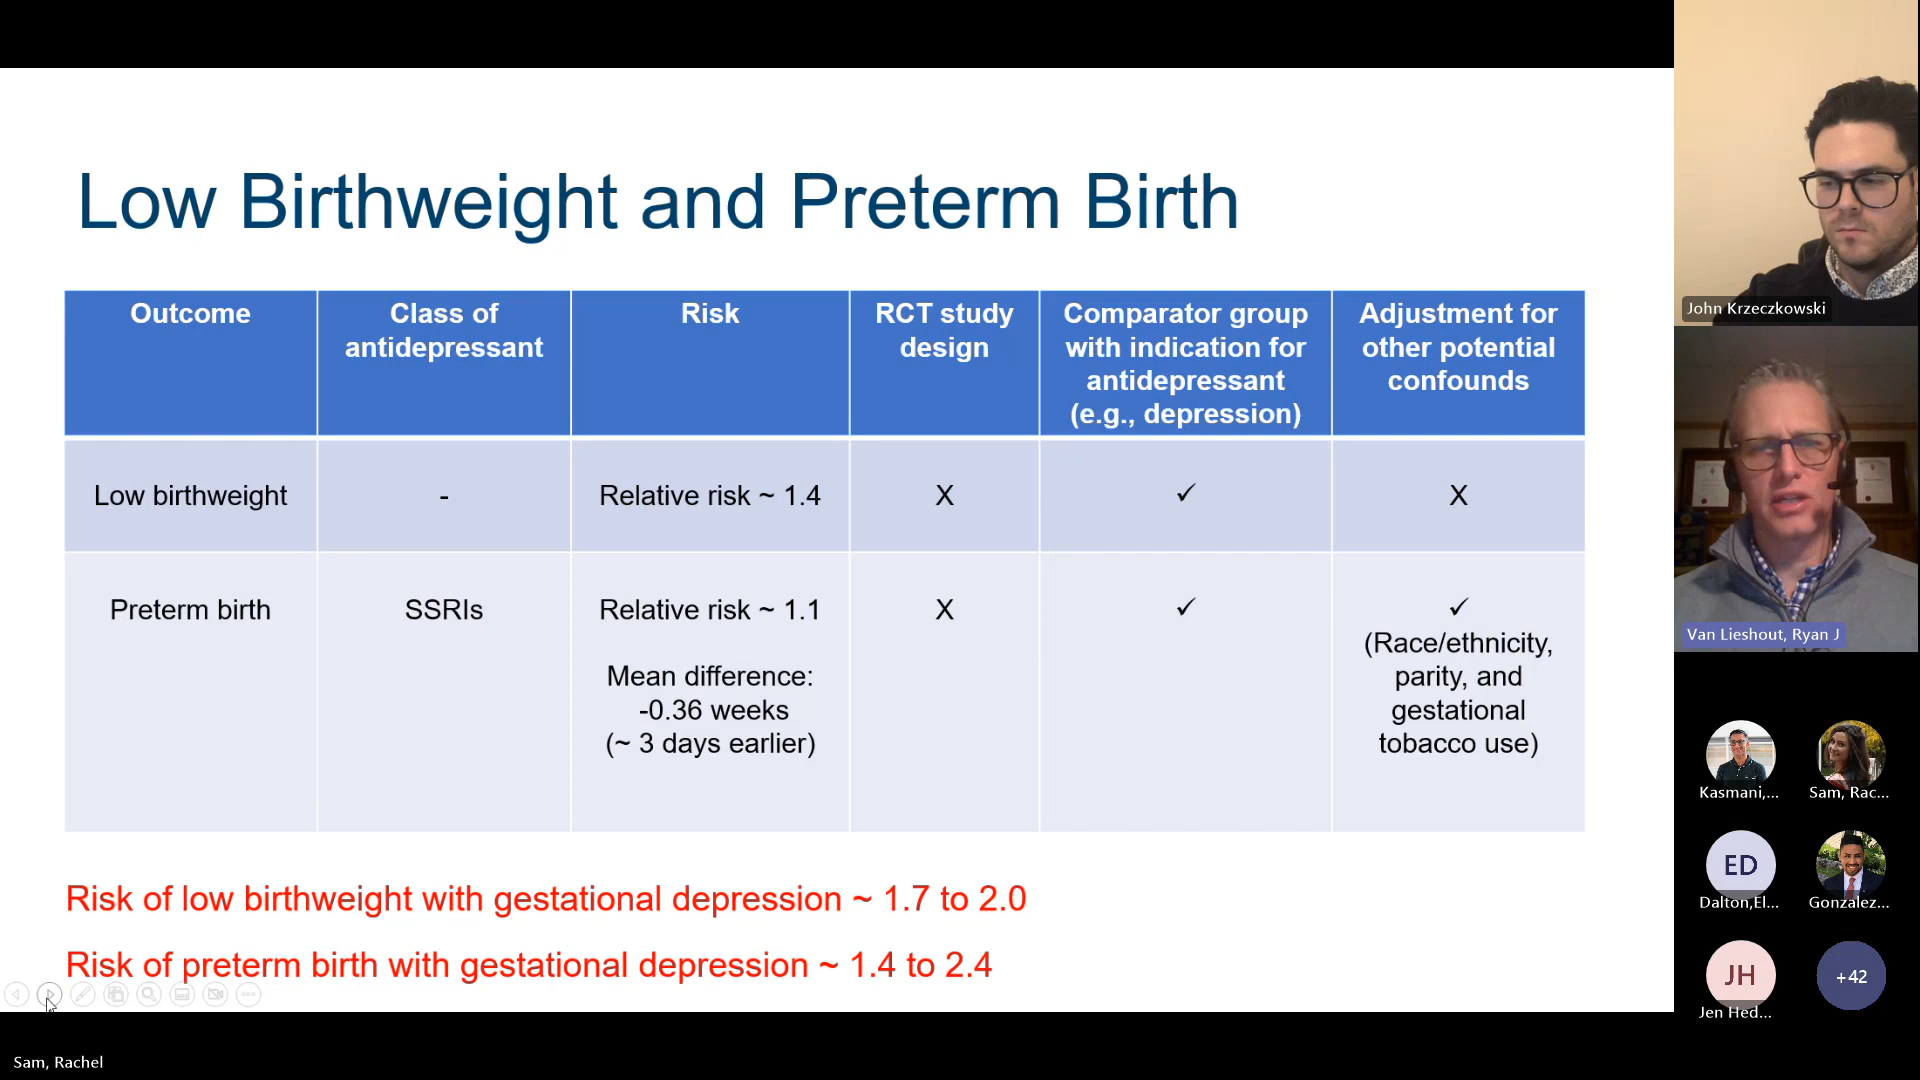 Low Birthweight and Preterm Birth
Outcome
Class of
antidepressant
Risk
RCT study
design
Comparator group
with indication for
antidepressant
(e.g., depression)
Adjustment for
other potential
confounds
Low birthweight
-
Relative risk ~ 1.4
X
✓
X
Preterm birth
SSRIs
Relative risk ~ 1.1
Mean difference:
-0.36 weeks
(~ 3 days earlier)
X
✓
✓
(Race/ethnicity,
parity, and
gestational
tobacco use)
Risk of low birthweight with gestational depression ~ 1.7 to 2.0
Risk of preterm birth with gestational depression ~ 1.4 to 2.4
Sam, Rachel
John Krzeczkowski
Van Lieshout, Ryan J
Kasmani,...
Sam, Rac...
ED
Dalton,El...
Gonzalez...
JH
Jen Hed...
+42